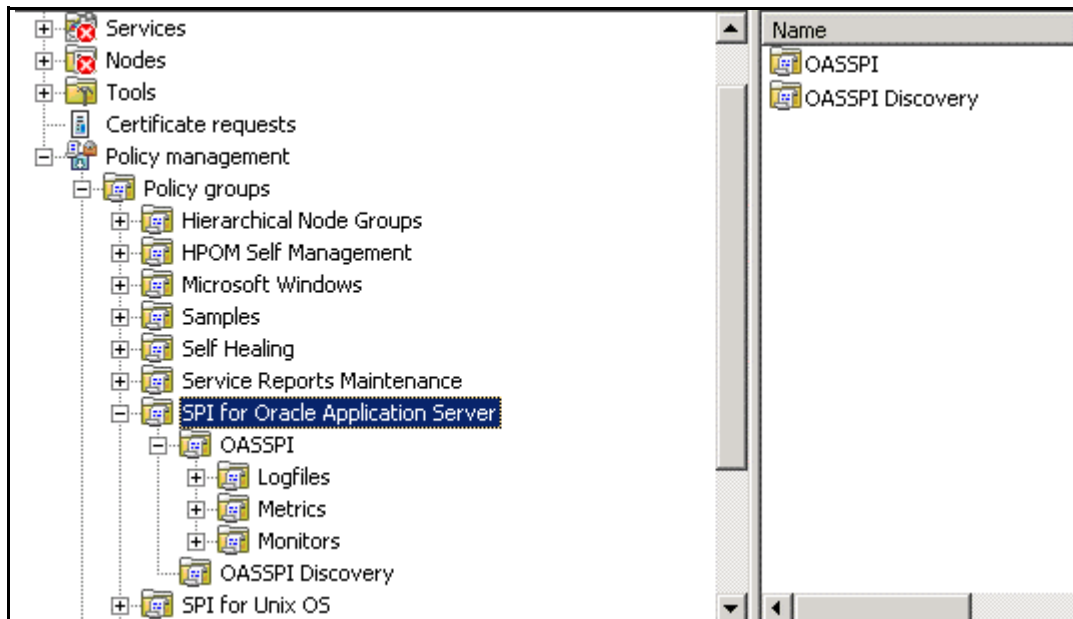 Services
Nodes
Tools
Certificate requests
Policy management
Policy groups
Hierarchical Node Groups
HPOM Self Management
Microsoft Windows
Samples
Self Healing
Service Reports Maintenance
SPI for Oracle Application Server
OASSPI
Logfiles
Metrics
Monitors
OASSPI Discovery
SPI for Unix OS
Name
OASSPI
OASSPI Discovery